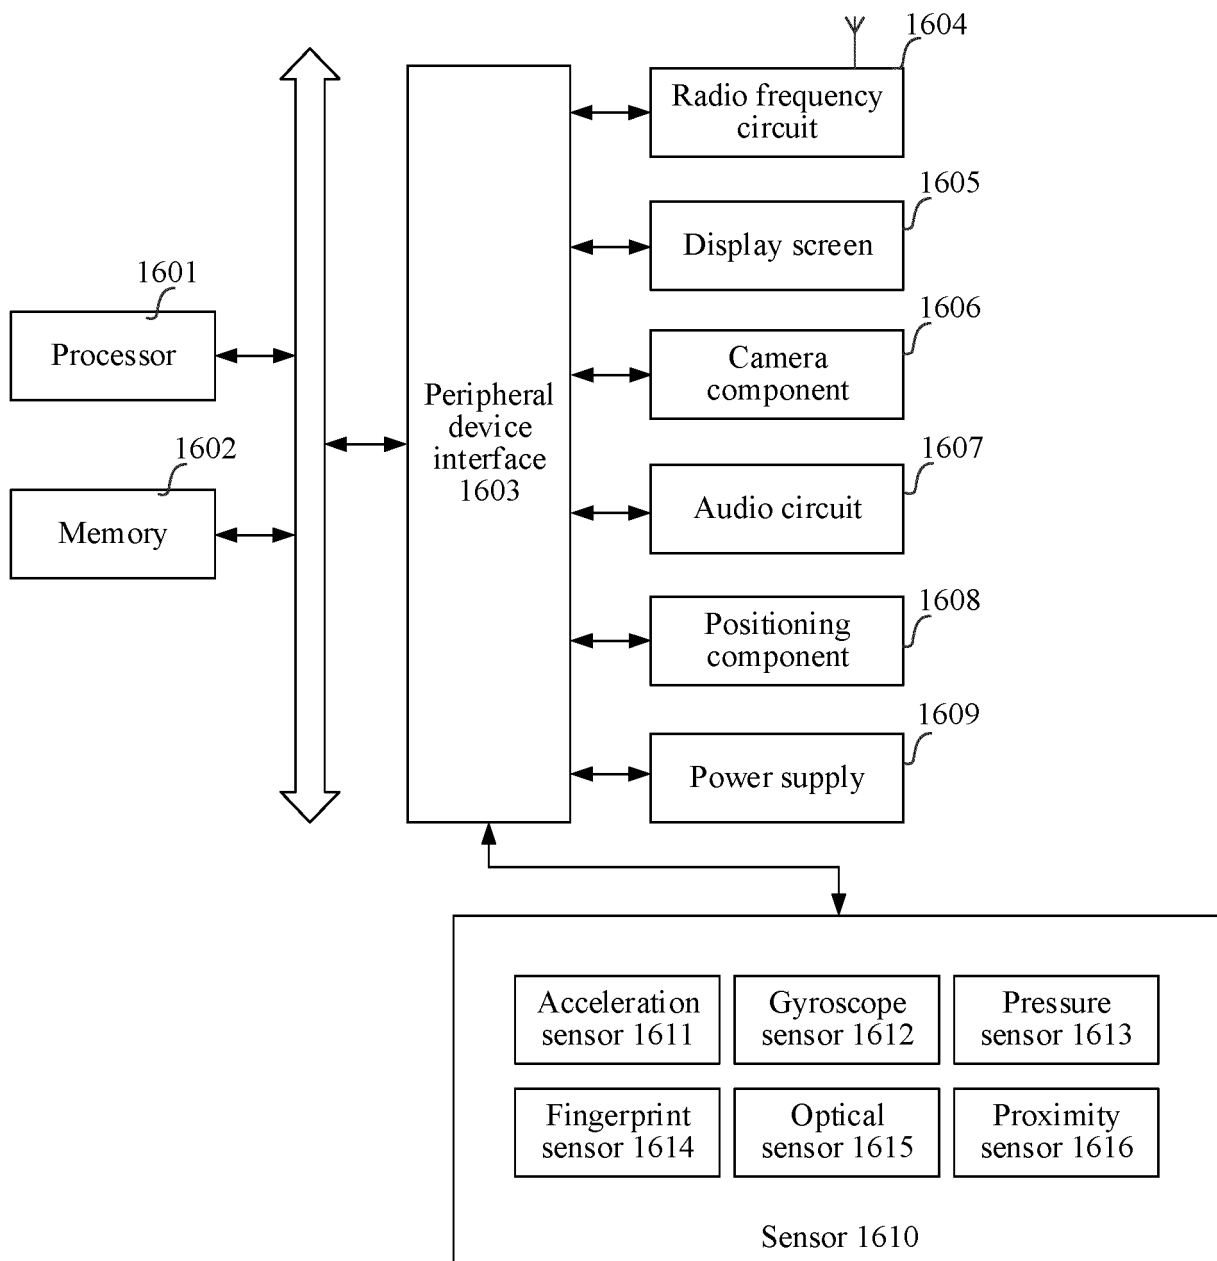 1604
Radio frequency
circuit
1605
Display screen
1601
Processor
1606
Camera
component
Peripheral
device
interface
1603
1602
Memory
1607
Audio circuit
1608
Positioning
component
1609
Power supply
Acceleration
sensor 1611
Gyroscope
sensor 1612
Pressure
sensor 1613
Fingerprint
sensor 1614
Optical
sensor 1615
Proximity
sensor 1616
Sensor 1610